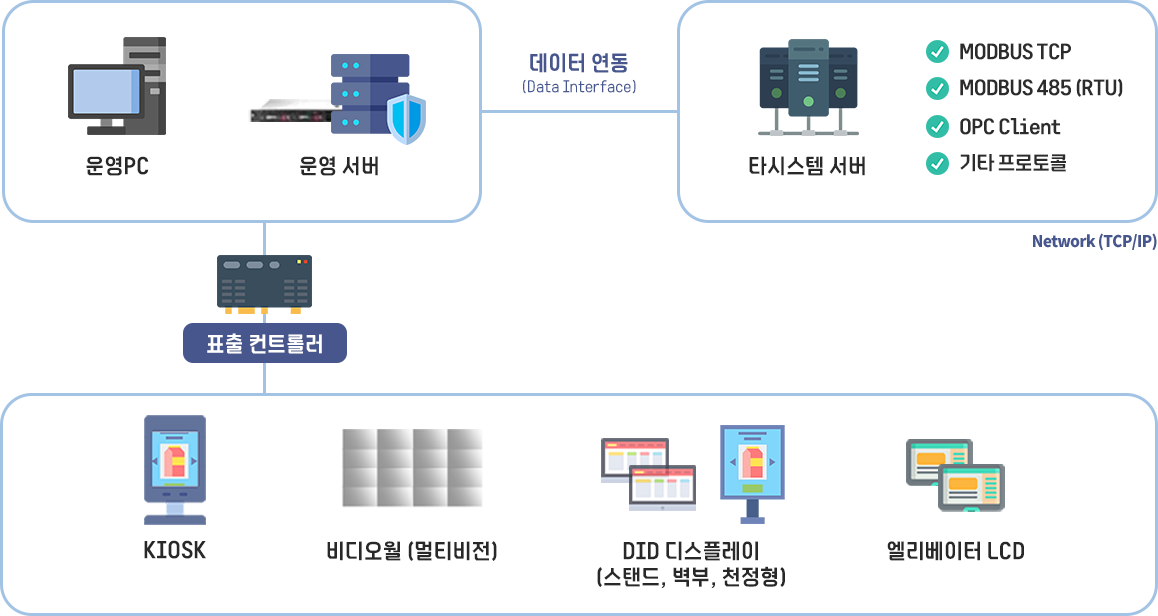 데이터 연동
(Data Interface)
운영PC
운영 서버
타시스템 서버
MODBUS TCP
MODBUS 485 (RTU)
OPC Client
기타 프로토콜
Network (TCP/IP)
표출 컨트롤러
KIOSK
비디오월 (멀티비전)
DID 디스플레이
(스탠드, 벽부, 천정형)
엘리베이터 LCD